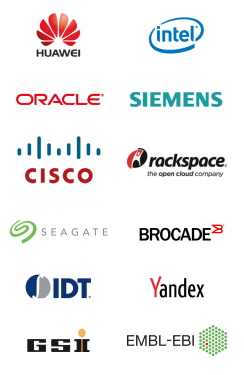 HUAWEI
intel
ORACLE
SIEMENS
CISCO
rackspace
the open cloud company
SEAGATE
BROCADE
IDT
Yandex
GSi
EMBL-EBI